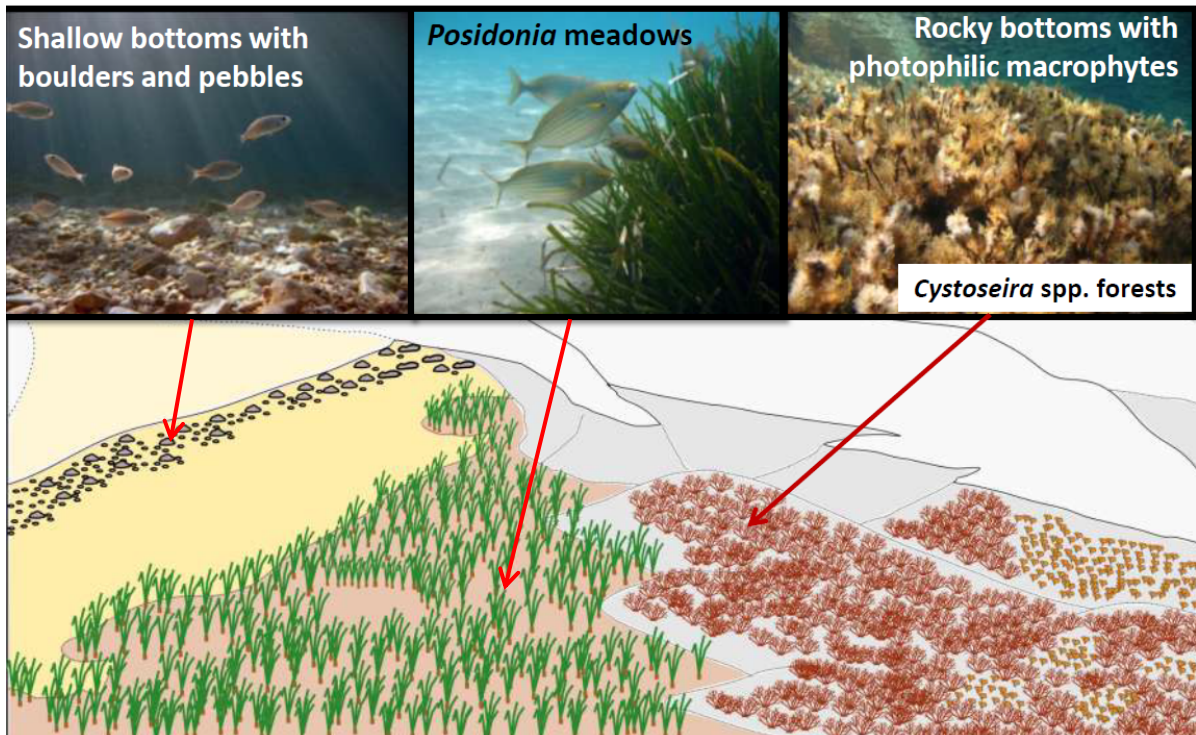 Shallow bottoms with
boulders and pebbles
Posidonia meadows
Rocky bottoms with
photophilic macrophytes
Cystoseira spp. forests